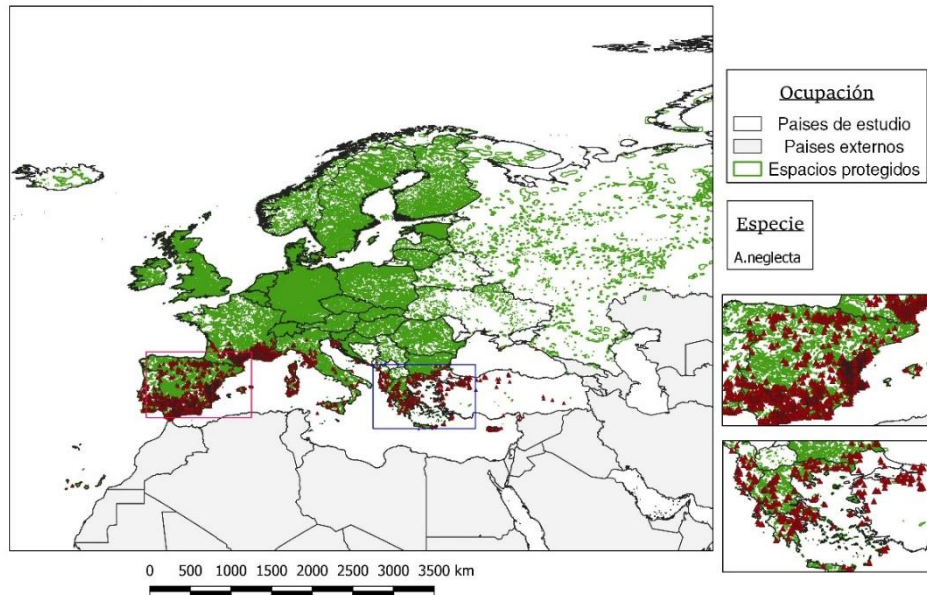 Ocupación
Paises de estudio
Paises externos
Espacios protegidos
Especie
A.neglecta
0 500 1000 1500 2000 2500 3000 3500 km